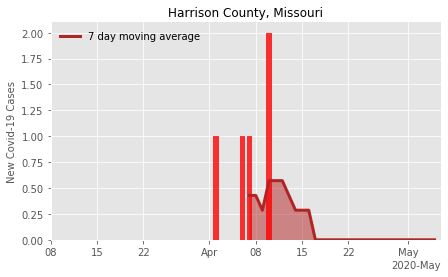 Harrison County, Missouri
7 day moving average
New Covid-19 Cases
2.00
1.75
1.50
1.25
1.00
0.75
0.50
0.25
0.00
08 15 22 Apr 08 15 22 May
2020-May